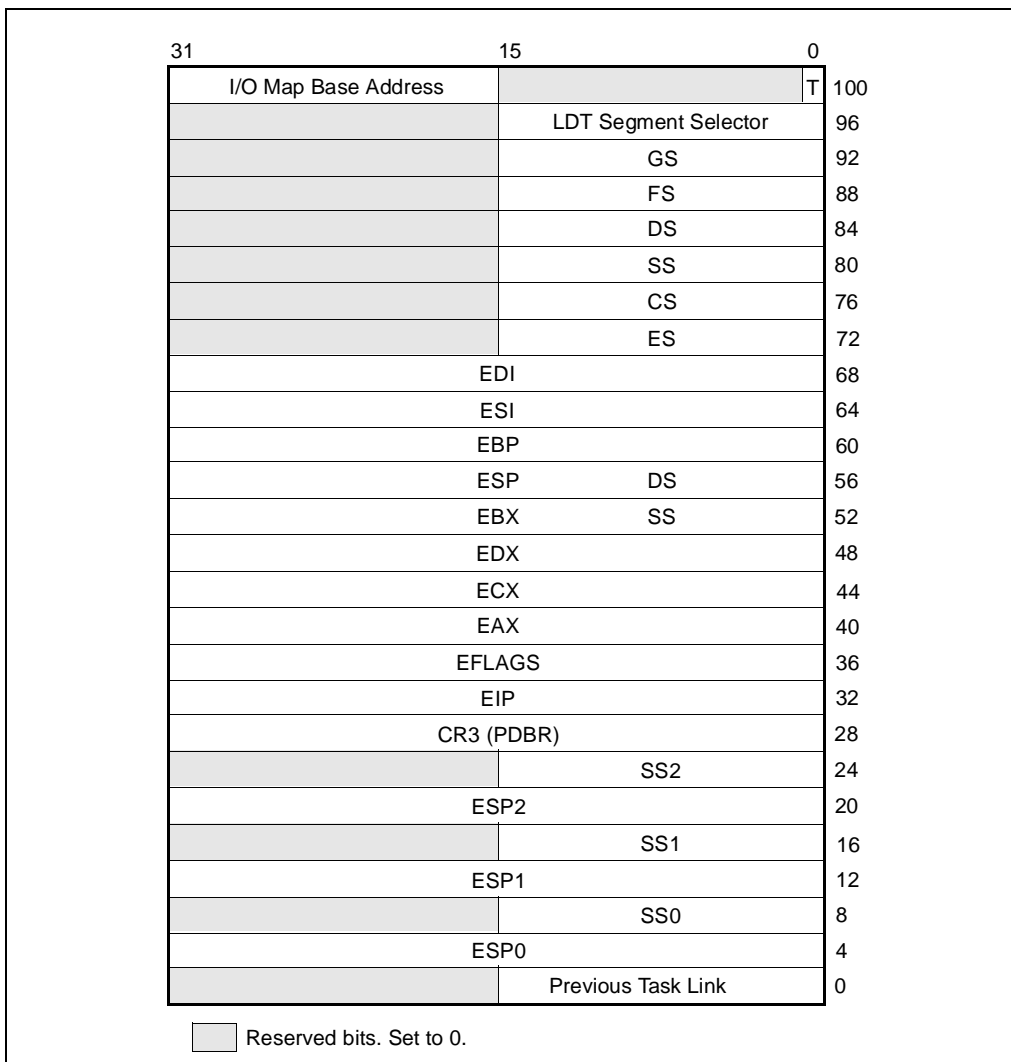 31 15 0
I/O Map Base Address T 100
LDT Segment Selector 96
GS 92
FS 88
DS 84
SS 80
CS 76
ES 72
EDI 68
ESI 64
EBP 60
ESP DS 56
EBX SS 52
EDX 48
ECX 44
EAX 40
EFLAGS 36
EIP 32
CR3 (PDBR) 28
SS2 24
ESP2 20
SS1 16
ESP1 12
SS0 8
ESP0 4
Previous Task Link 0
Reserved bits. Set to 0.